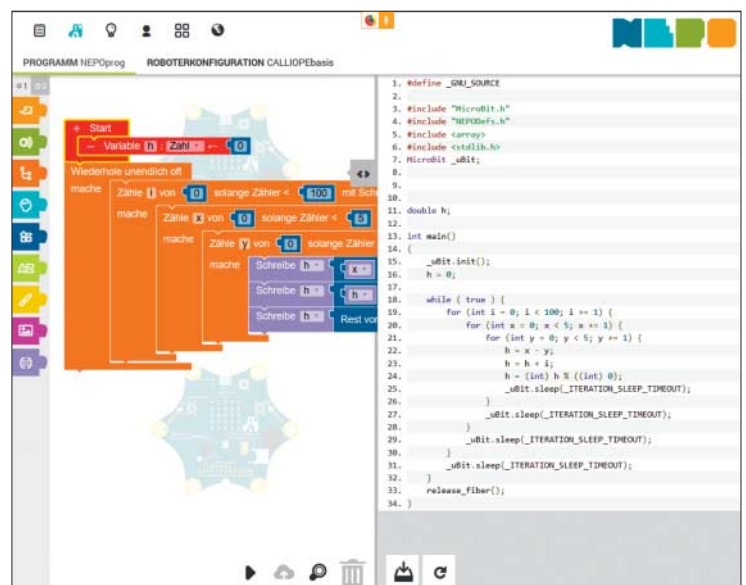 NEPO
PROGRAMM NEPOprog ROBOTERKONFIGURATION CALLIOPEbasis
+ Start
− Variable h : Zahl ← 0
Wiederhole unendlich oft
mache Zähle i von 0 solange Zähler < 100 mit Schr
mache Zähle x von 0 solange Zähler < 5
mache Zähle y von 0 solange Zähler
mache Schreibe h x
Schreibe h h
Schreibe h Rest von
1. #define _GNU_SOURCE
2.
3. #include "MicroBit.h"
4. #include "NEPODefs.h"
5. #include <array>
6. #include <stdlib.h>
7. MicroBit _uBit;
8.
9.
10.
11. double h;
12.
13. int main()
14. {
15. _uBit.init();
16. h = 0;
17.
18. while ( true ) {
19. for (int i = 0; i < 100; i += 1) {
20. for (int x = 0; x < 5; x += 1) {
21. for (int y = 0; y < 5; y += 1) {
22. h = x - y;
23. h = h + i;
24. h = (int) h % ((int) 0);
25. _uBit.sleep(_ITERATION_SLEEP_TIMEOUT);
26. }
27. _uBit.sleep(_ITERATION_SLEEP_TIMEOUT);
28. }
29. _uBit.sleep(_ITERATION_SLEEP_TIMEOUT);
30. }
31. _uBit.sleep(_ITERATION_SLEEP_TIMEOUT);
32. }
33. release_fiber();
34. }